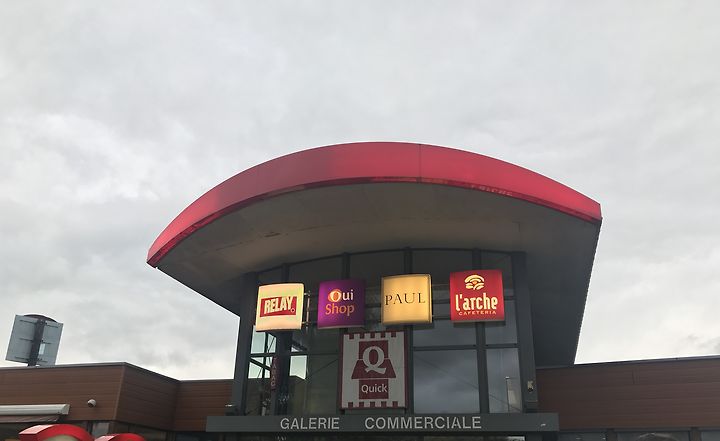 RELAY
Oui
Shop
PAUL
l'arche
CAFETERIA
Q
Quick
GALERIE COMMERCIALE